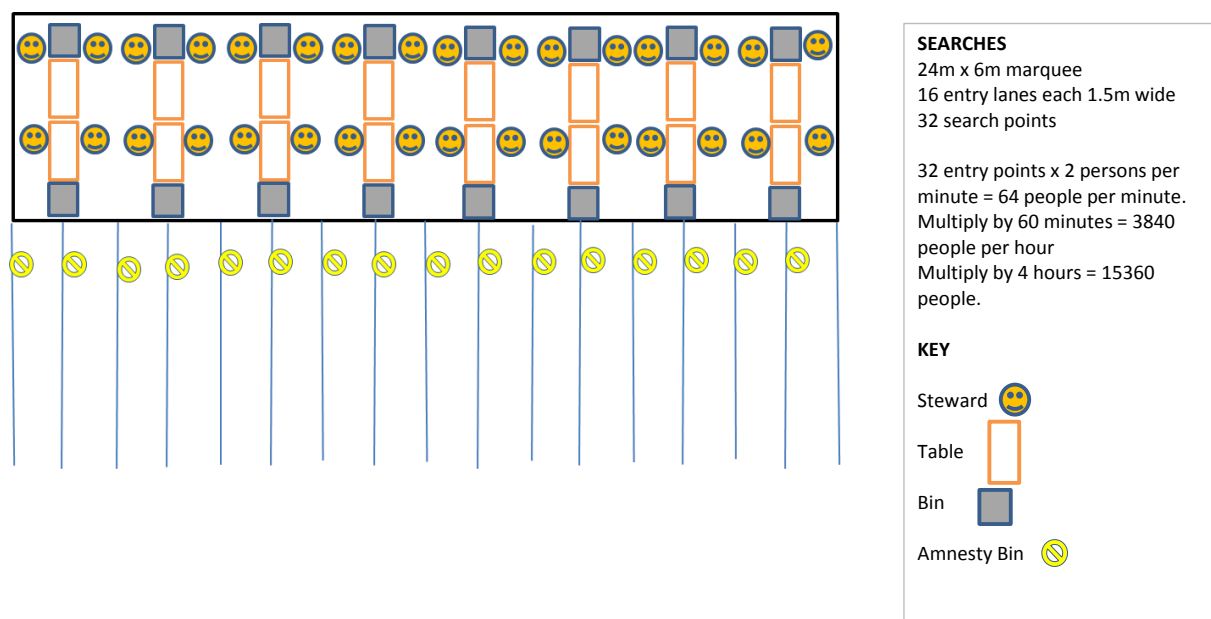 SEARCHES
24m x 6m marquee
16 entry lanes each 1.5m wide
32 search points
32 entry points x 2 persons per
minute = 64 people per minute.
Multiply by 60 minutes = 3840
people per hour
Multiply by 4 hours = 15360
people.
KEY
Steward
Table
Bin
Amnesty Bin